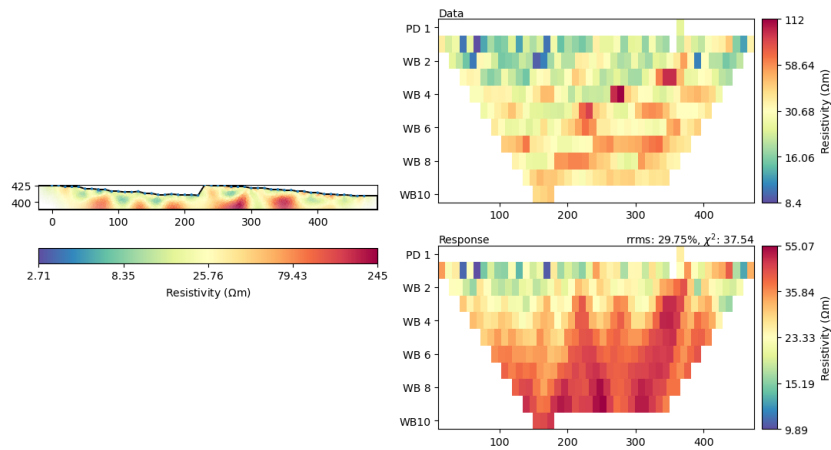 425
400
0
100
200
300
400
2.71
8.35
25.76
79.43
245
Resistivity (Ωm)
Data
PD 1
WB 2
WB 4
WB 6
WB 8
WB10
100
200
300
400
112
58.64
30.68
16.06
8.4
Resistivity (Ωm)
Response
rrms: 29.75%, χ²: 37.54
PD 1
WB 2
WB 4
WB 6
WB 8
WB10
100
200
300
400
55.07
35.84
23.33
15.19
9.89
Resistivity (Ωm)